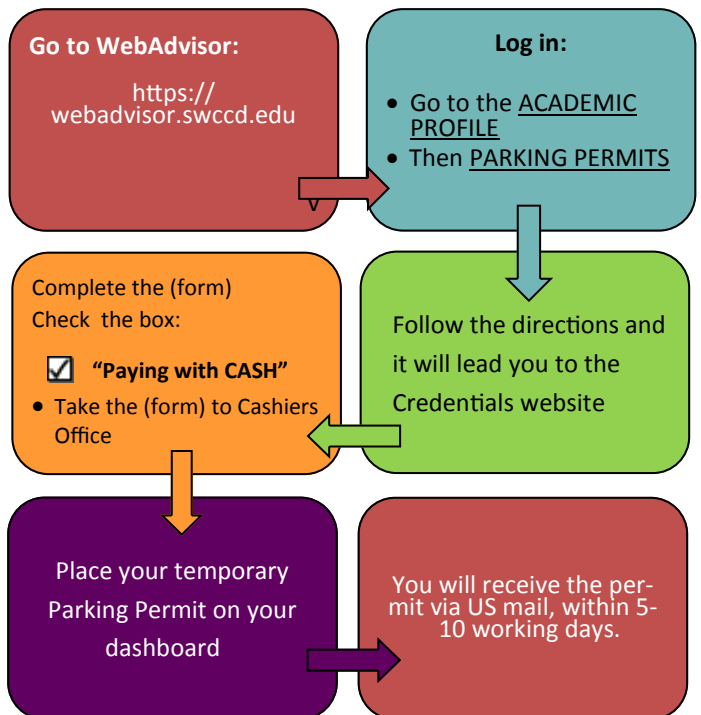 Go to WebAdvisor:
https://
webadvisor.swccd.edu
V
Log in:
• Go to the ACADEMIC
PROFILE
• Then PARKING PERMITS
Follow the directions and
it will lead you to the
Credentials website
Complete the (form)
Check the box:
☑ “Paying with CASH”
• Take the (form) to Cashiers
Office
Place your temporary
Parking Permit on your
dashboard
You will receive the per-
mit via US mail, within 5-
10 working days.